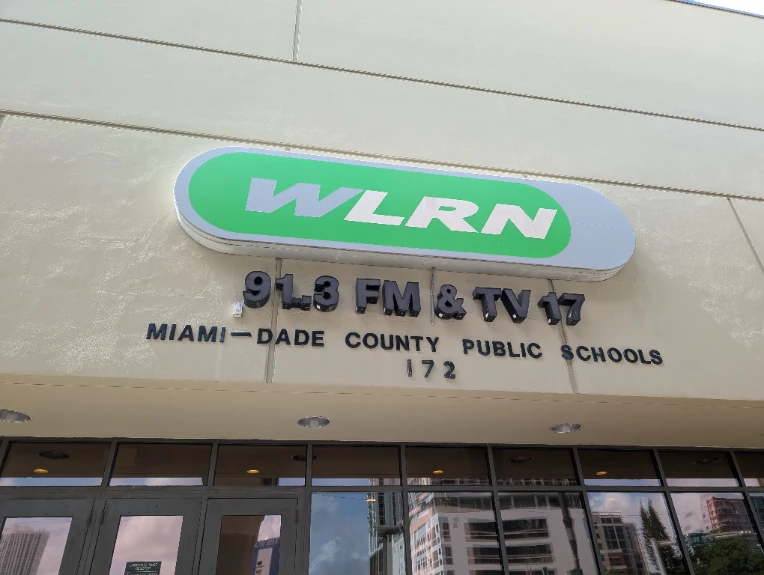 WLRN
91.3 FM & TV 17
MIAMI—DADE COUNTY PUBLIC SCHOOLS
172